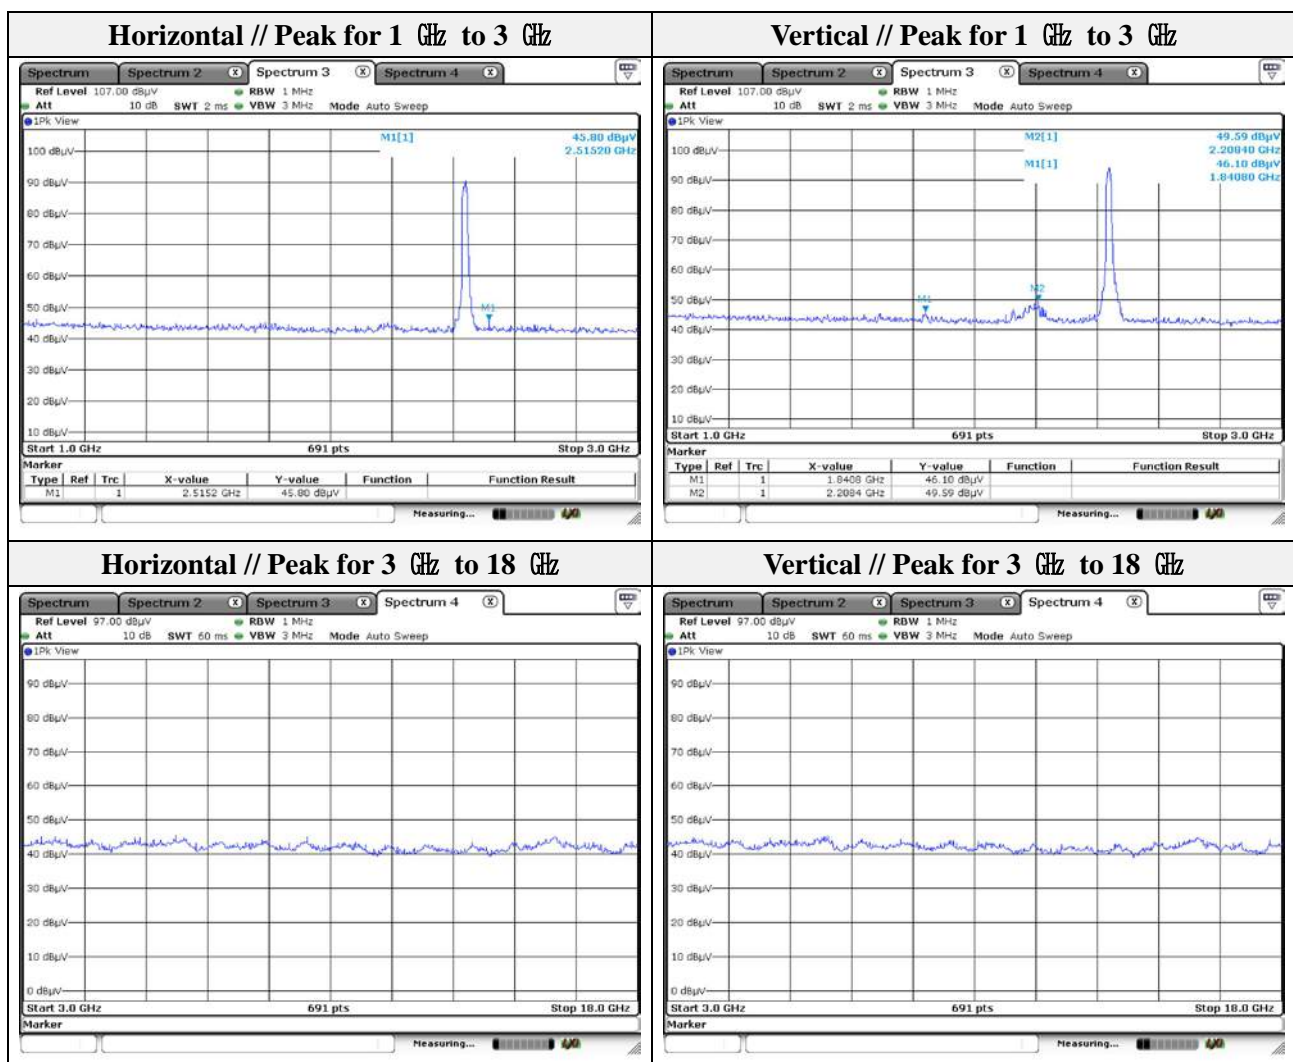 Horizontal // Peak for 1 ㎓ to 3 ㎓
Spectrum Spectrum 2 X Spectrum 3 X Spectrum 4 X
Ref Level 107.00 dBµV RBW 1 MHz
Att 10 dB SWT 2 ms VBW 3 MHz Mode Auto Sweep
1Pk View
M1[1] 45.80 dBµV
2.51520 GHz
100 dBµV
90 dBµV
80 dBµV
70 dBµV
60 dBµV
50 dBµV
M1
40 dBµV
30 dBµV
20 dBµV
10 dBµV
Start 1.0 GHz 691 pts Stop 3.0 GHz
Marker
Type Ref Trc X-value Y-value Function Function Result
M1 1 2.5152 GHz 45.80 dBµV
Measuring...
Vertical // Peak for 1 ㎓ to 3 ㎓
Spectrum Spectrum 2 X Spectrum 3 X Spectrum 4 X
Ref Level 107.00 dBµV RBW 1 MHz
Att 10 dB SWT 2 ms VBW 3 MHz Mode Auto Sweep
1Pk View
M2[1] 49.59 dBµV
2.20840 GHz
M1[1] 46.10 dBµV
1.84080 GHz
100 dBµV
90 dBµV
80 dBµV
70 dBµV
60 dBµV
50 dBµV
M1 M2
40 dBµV
30 dBµV
20 dBµV
10 dBµV
Start 1.0 GHz 691 pts Stop 3.0 GHz
Marker
Type Ref Trc X-value Y-value Function Function Result
M1 1 1.8408 GHz 46.10 dBµV
M2 1 2.2084 GHz 49.59 dBµV
Measuring...
Horizontal // Peak for 3 ㎓ to 18 ㎓
Spectrum Spectrum 2 X Spectrum 3 X Spectrum 4 X
Ref Level 97.00 dBµV RBW 1 MHz
Att 10 dB SWT 60 ms VBW 3 MHz Mode Auto Sweep
1Pk View
90 dBµV
80 dBµV
70 dBµV
60 dBµV
50 dBµV
40 dBµV
30 dBµV
20 dBµV
10 dBµV
0 dBµV
Start 3.0 GHz 691 pts Stop 18.0 GHz
Marker
Measuring...
Vertical // Peak for 3 ㎓ to 18 ㎓
Spectrum Spectrum 2 X Spectrum 3 X Spectrum 4 X
Ref Level 97.00 dBµV RBW 1 MHz
Att 10 dB SWT 60 ms VBW 3 MHz Mode Auto Sweep
1Pk View
90 dBµV
80 dBµV
70 dBµV
60 dBµV
50 dBµV
40 dBµV
30 dBµV
20 dBµV
10 dBµV
0 dBµV
Start 3.0 GHz 691 pts Stop 18.0 GHz
Marker
Measuring...